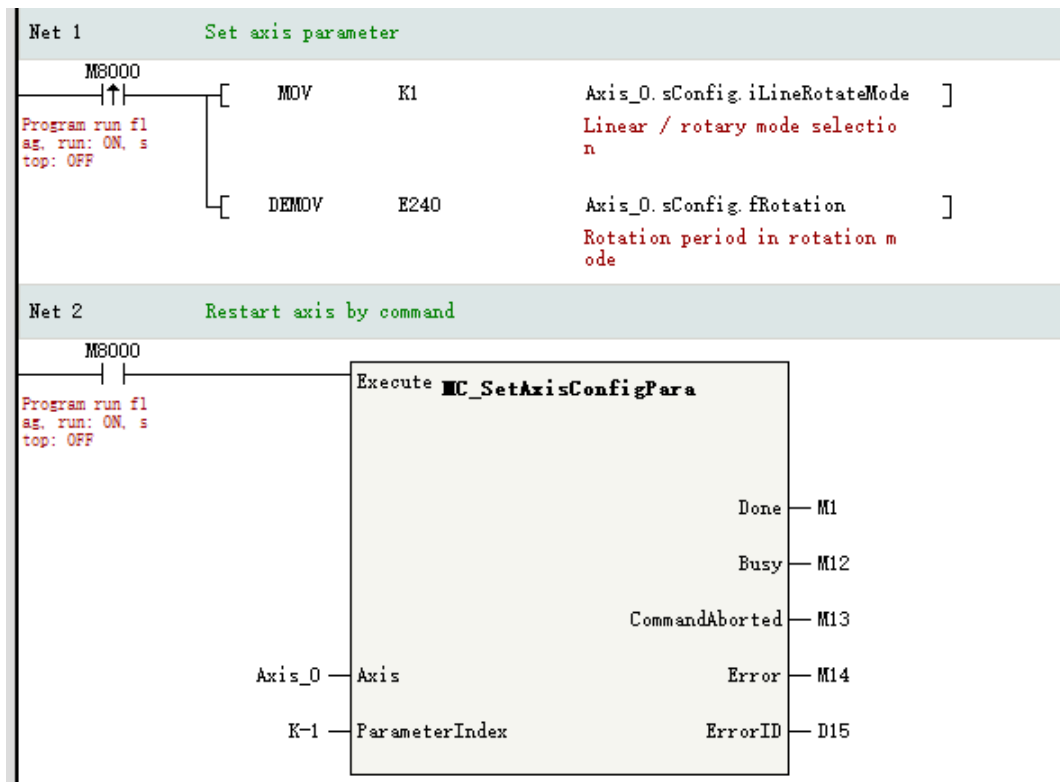 Net 1 Set axis parameter
M8000
MOV K1 Axis_0.sConfig.iLineRotateMode
Program run fl
ag, run: ON, s
top: OFF
Linear / rotary mode selectio
n
DEMOV E240 Axis_0.sConfig.fRotation
Rotation period in rotation m
ode
Net 2 Restart axis by command
M8000
Program run fl
ag, run: ON, s
top: OFF
Execute MC_SetAxisConfigPara
Done M1
Busy M12
CommandAborted M13
Axis_0 Axis Error M14
K-1 ParameterIndex ErrorID D15